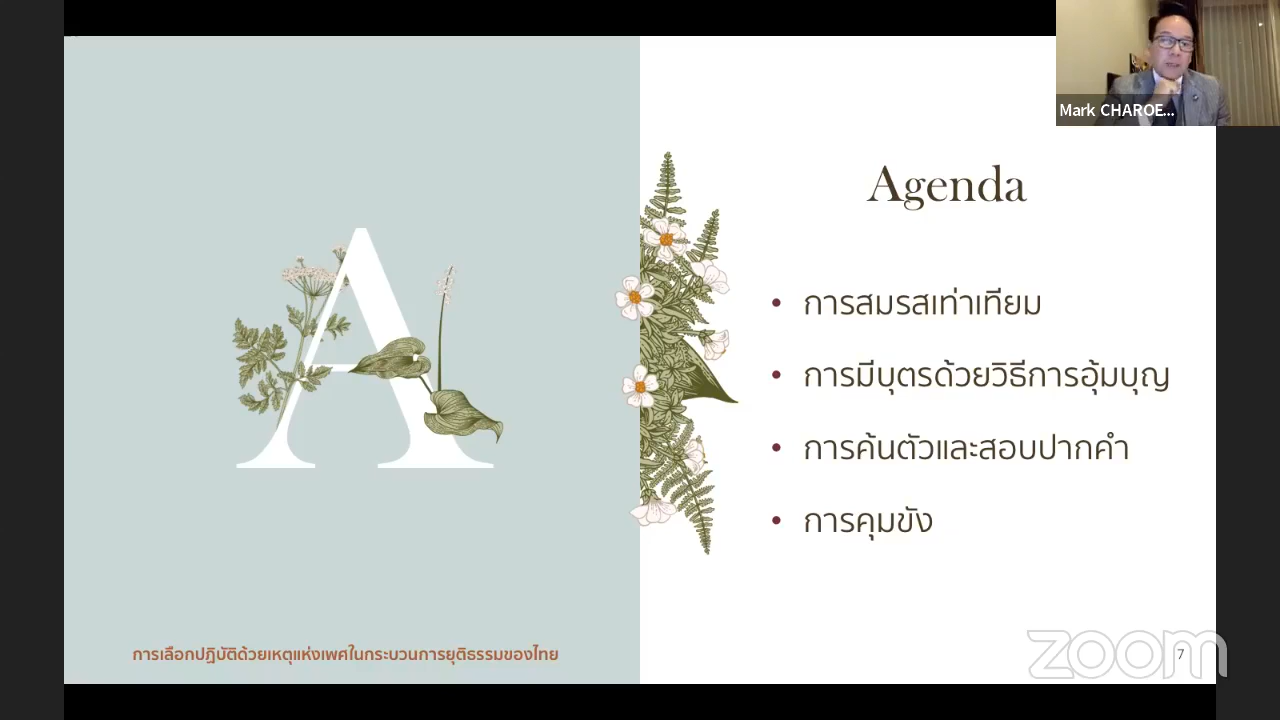 Mark CHAROE...
A
Agenda
• การสมรสเท่าเทียม
• การมีบุตรด้วยวิธีการอุ้มบุญ
• การค้นตัวและสอบปากคำ
• การคุมขัง
การเลือกปฏิบัติด้วยเหตุแห่งเพศในกระบวนการยุติธรรมของไทย
7
zoom